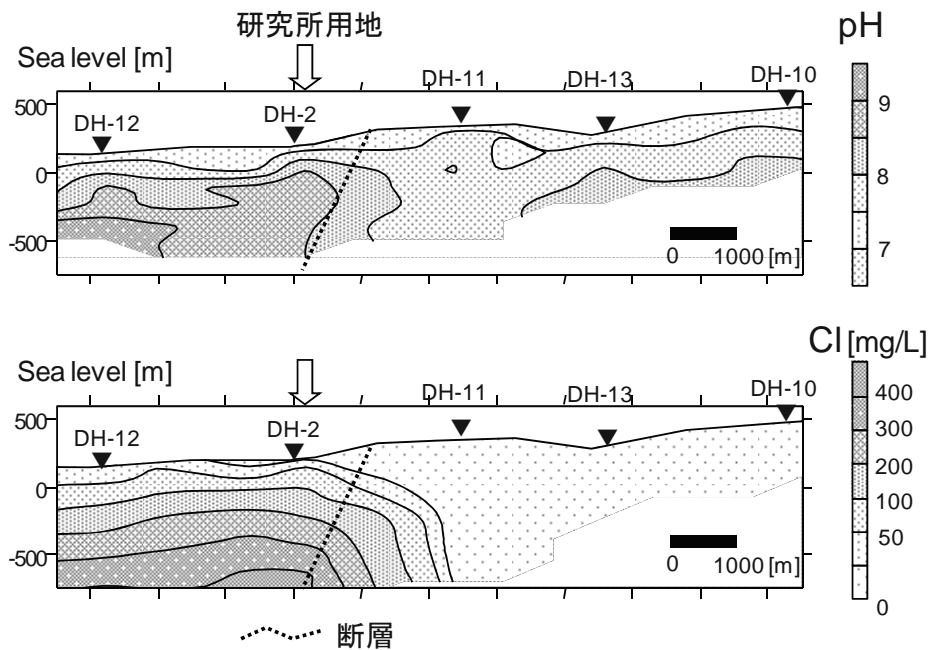 研究所用地
pH
Sea level [m]
DH-10
DH-11
DH-13
500
DH-2
DH-12
9
0
8
-500
0
1000 [m]
7
Cl [mg/L]
Sea level [m]
DH-11
DH-13
DH-10
500
DH-12
DH-2
400
300
200
0
100
50
-500
0
1000 [m]
0
断層